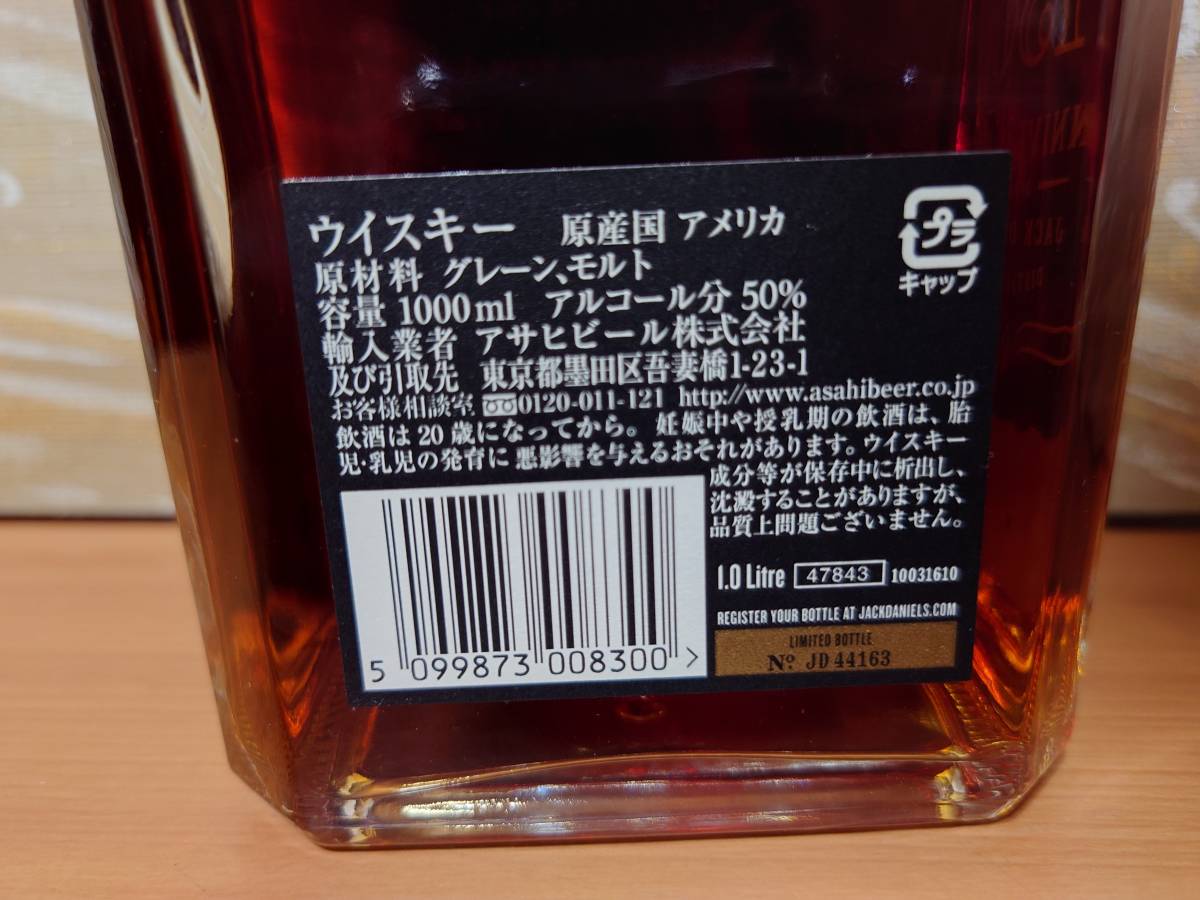 ウイスキー 原産国 アメリカ
原材料 グレーン、モルト
容量 1000ml アルコール分 50%
輸入業者 アサヒビール株式会社
及び引取先 東京都墨田区吾妻橋1-23-1
お客様相談室 0120-011-121 http://www.asahibeer.co.jp
飲酒は20歳になってから。妊娠中や授乳期の飲酒は、胎
児・乳児の発育に悪影響を与えるおそれがあります。ウイスキー
成分等が保存中に析出し、
沈澱することがありますが、
品質上問題ございません。
プラ
キャップ
5 099873 008300 >
1.0 Litre 47843 10031610
REGISTER YOUR BOTTLE AT JACKDANIELS.COM
LIMITED BOTTLE
Nº JD 44163